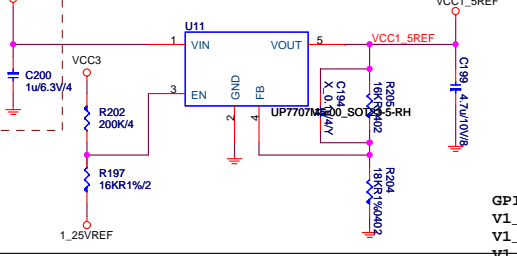 VCC1_5REF
U11
1
VIN
VOUT
5
VCC1_5REF
C200
1u/6.3V/4
VCC3
3
EN
GND
FB
2
4
UP7707M5-00_SOT23-5-RH
R202
200K/4
R197
16KR1%/2
1_25VREF
C194
R205
C199
4.7u/10V/8
R204
18KR1%0402
GP1
V1_
V1_
V1